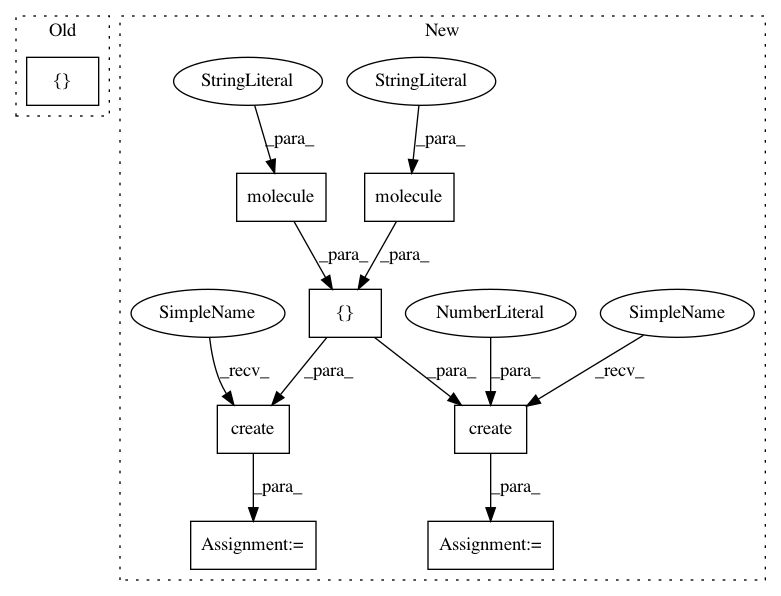 Old
New
{}
StringLiteral
StringLiteral
_para_
_para_
molecule
molecule
_para_
_para_
SimpleName
{}
NumberLiteral
SimpleName
_recv_
_para_
_para_
_para_
_recv_
create
create
_para_
_para_
Assignment:=
Assignment:=